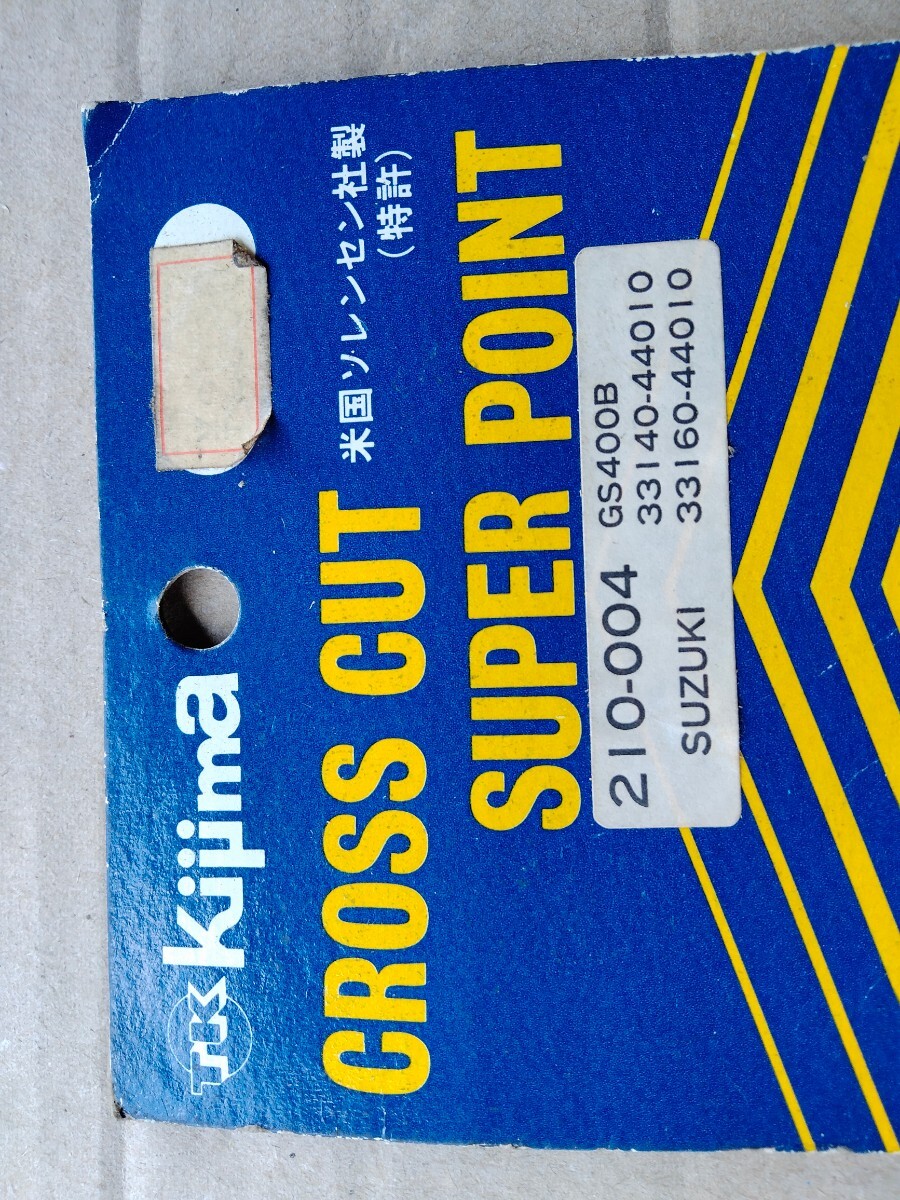 TK Kijima
CROSS CUT 米国ソレンセン社製
(特許)
SUPER POINT
210-004 GS400B
33140-44010
SUZUKI 33160-44010